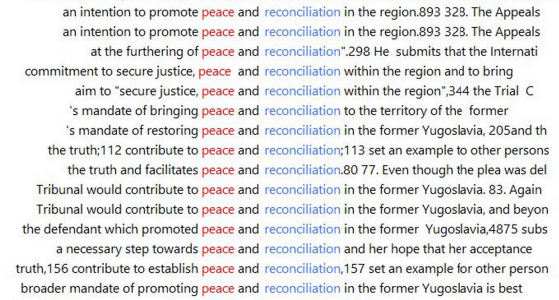 an intention to promote peace and reconciliation in the region.893 328. The Appeals
an intention to promote peace and reconciliation in the region.893 328. The Appeals
at the furthering of peace and reconciliation".298 He submits that the Internati
commitment to secure justice, peace and reconciliation within the region and to bring
aim to "secure justice, peace and reconciliation within the region",344 the Trial C
's mandate of bringing peace and reconciliation to the territory of the former
's mandate of restoring peace and reconciliation in the former Yugoslavia, 205and th
the truth;112 contribute to peace and reconciliation;113 set an example to other persons
the truth and facilitates peace and reconciliation.80 77. Even though the plea was del
Tribunal would contribute to peace and reconciliation in the former Yugoslavia. 83. Again
Tribunal would contribute to peace and reconciliation in the former Yugoslavia, and beyon
the defendant which promoted peace and reconciliation in the former Yugoslavia,4875 subs
a necessary step towards peace and reconciliation and her hope that her acceptance
truth,156 contribute to establish peace and reconciliation,157 set an example for other person
broader mandate of promoting peace and reconciliation in the former Yugoslavia is best